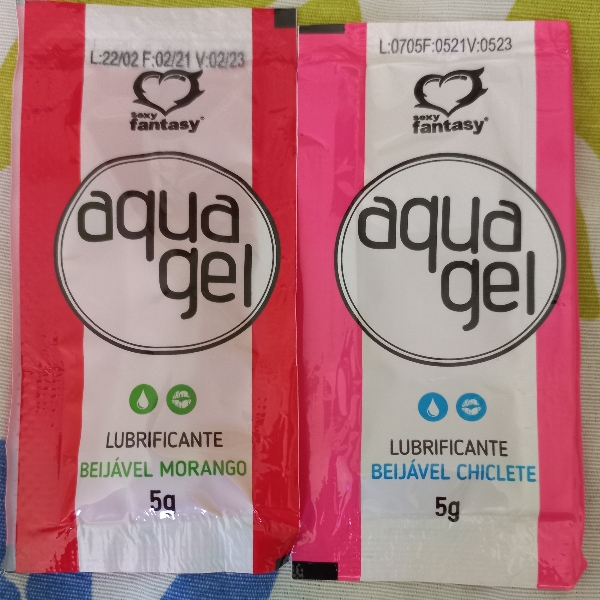 L:22/02 F:02/21 V:02/23
sexy
fantasy®
aqua
gel
LUBRIFICANTE
BEIJÁVEL MORANGO
5g
L:0705F:0521V:0523
sexy
fantasy®
aqua
gel
LUBRIFICANTE
BEIJÁVEL CHICLETE
5g